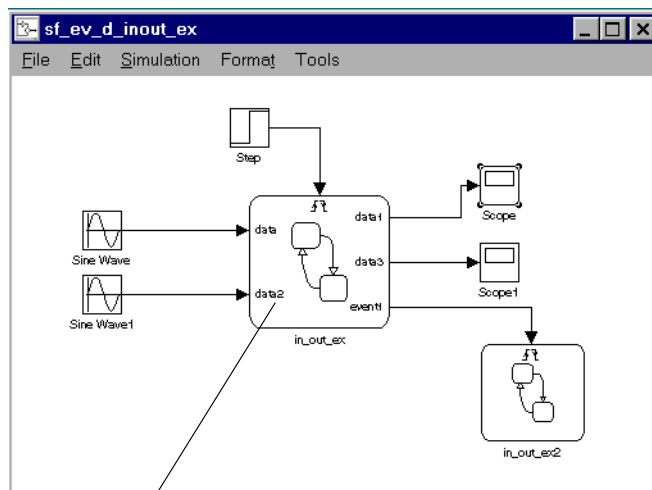 sf_ev_d_inout_ex
File Edit Simulation Format Tools
Step
data
data1
Scope
Sine Wave
data3
data2
Scope1
Sine Wave1
event1
in_out_ex
in_out_ex2